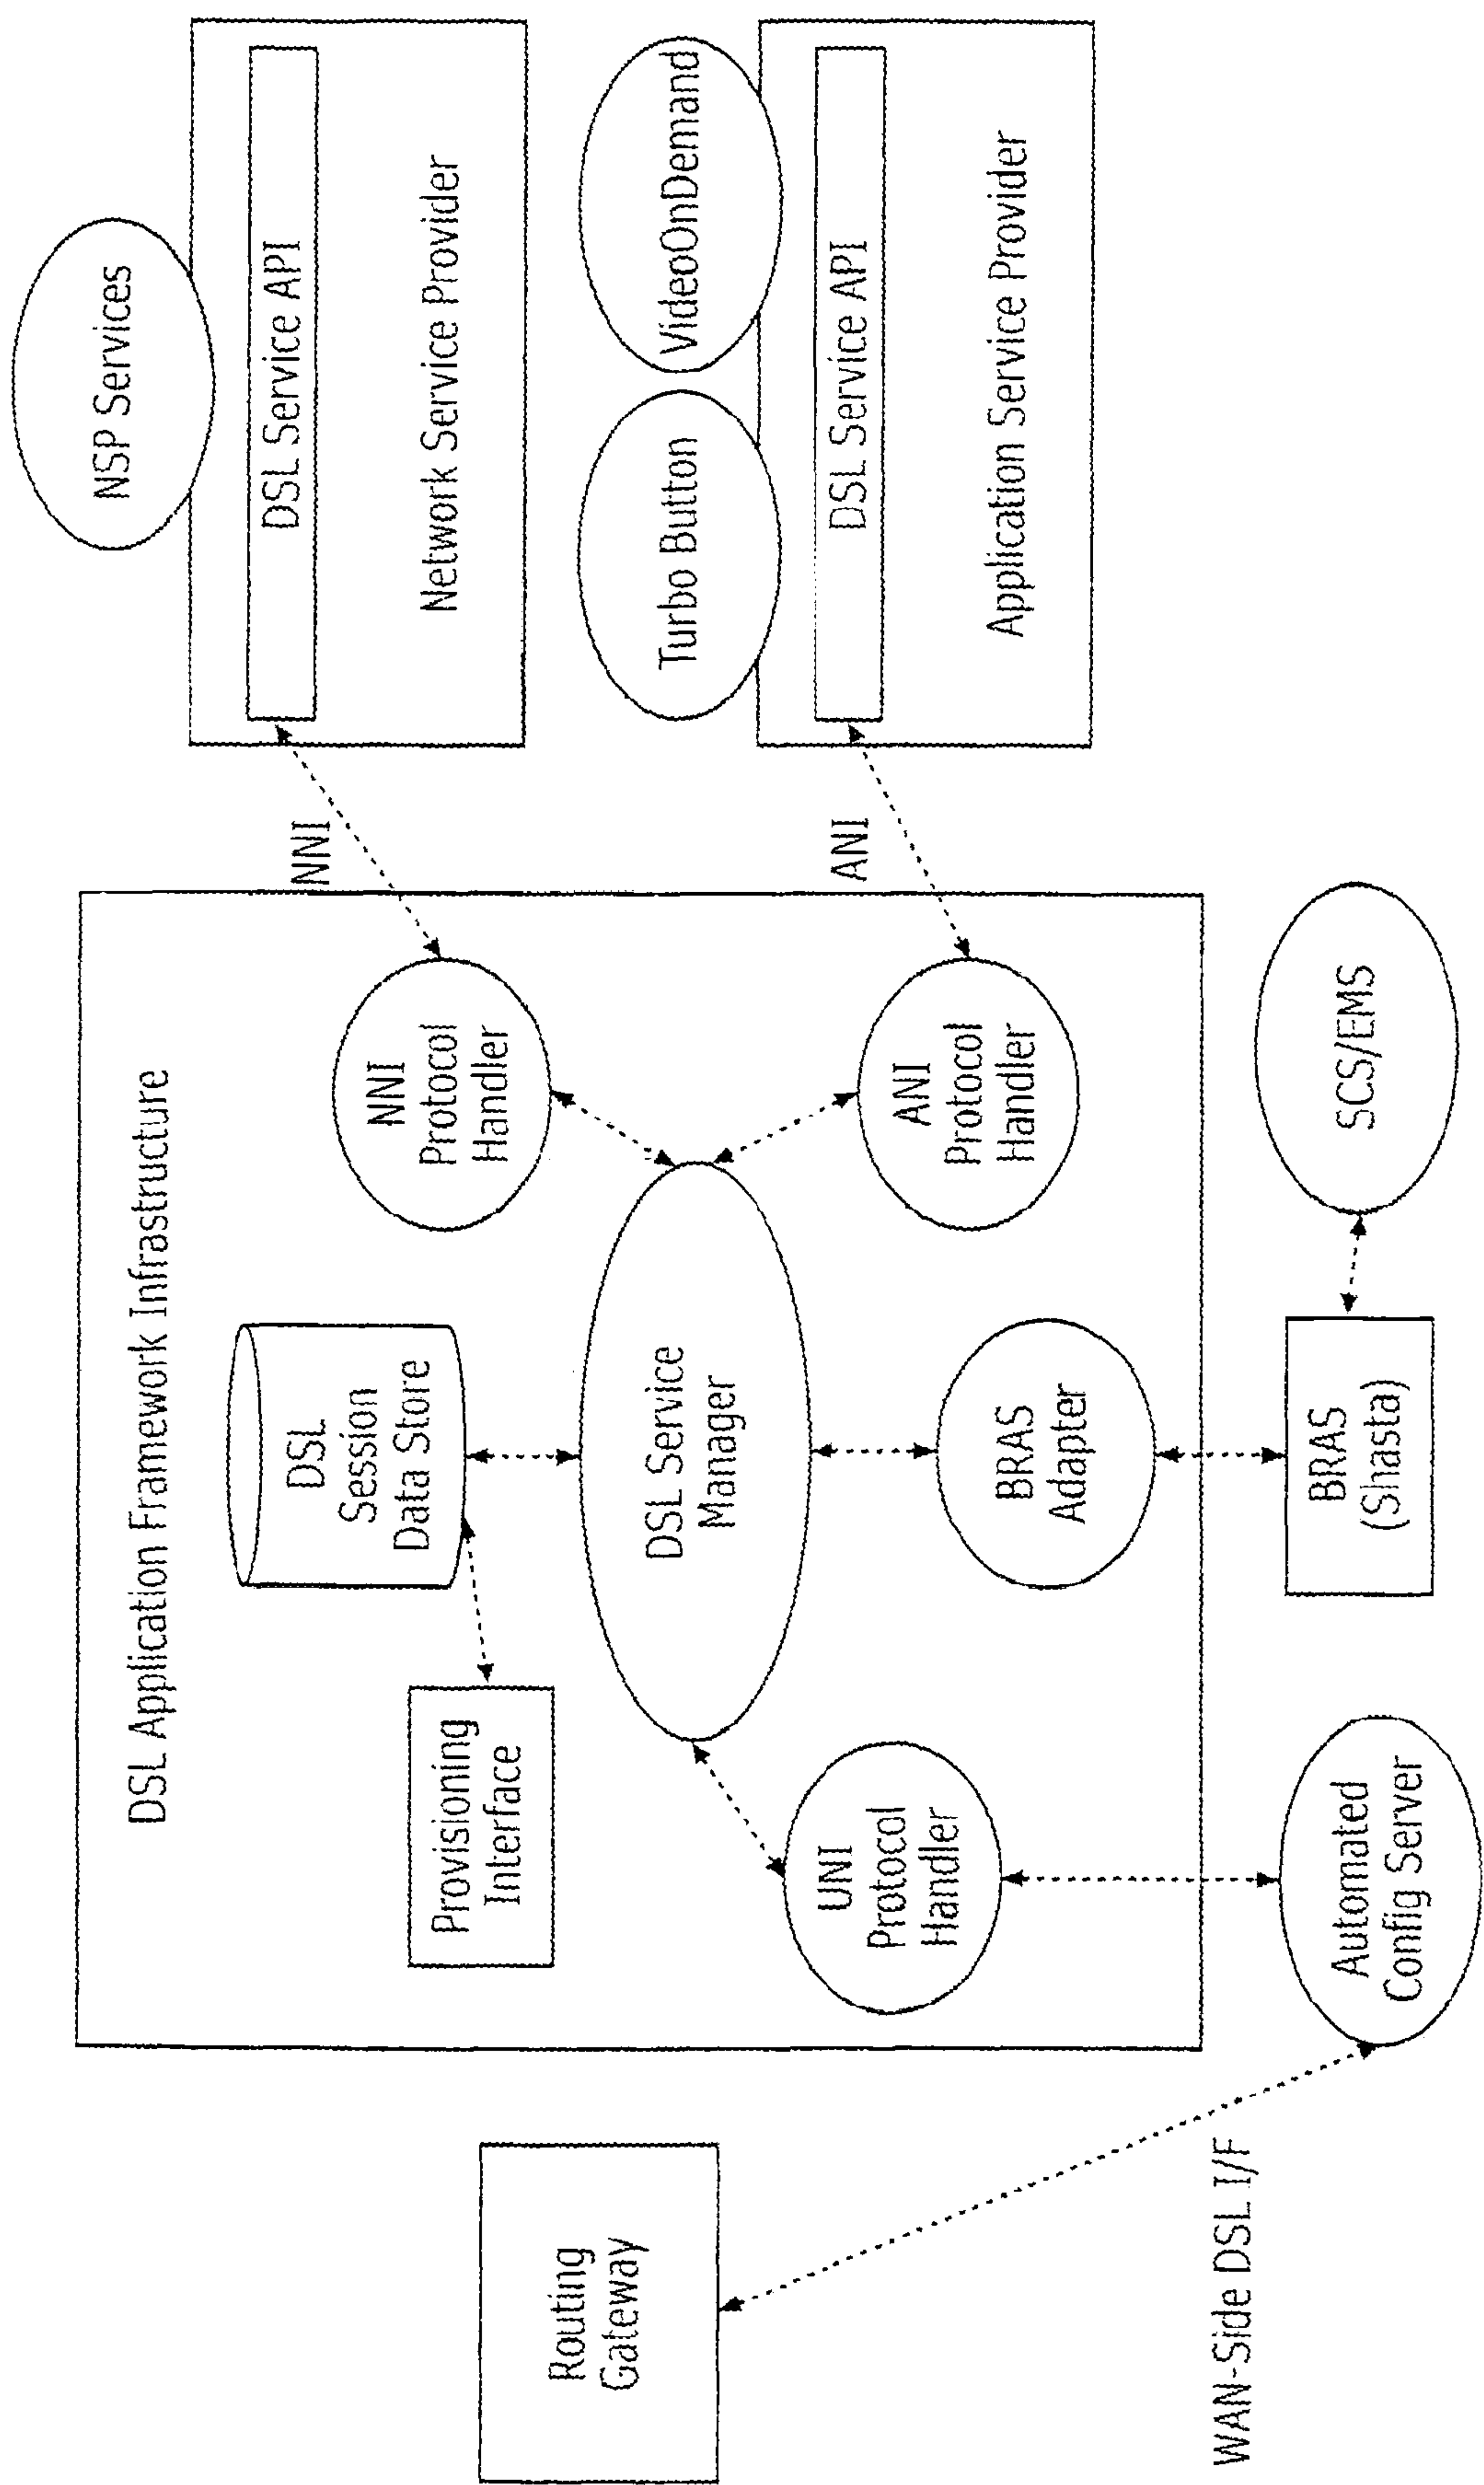 DSL Application Framework Infrastructure
NSP Services
DSL Service API
Network Service Provider
NNI
Turbo Button
VideoOnDemand
DSL Service API
Application Service Provider
ANI
Routing
Gateway
Provisioning
Interface
DSL
Session
Data Store
NNI
Protocol
Handler
DSL Service
Manager
UNI
Protocol
Handler
BRAS
Adapter
ANI
Protocol
Handler
WAN-Side DSL I/F
Automated
Config Server
BRAS
(Shasta)
SCS/EMS